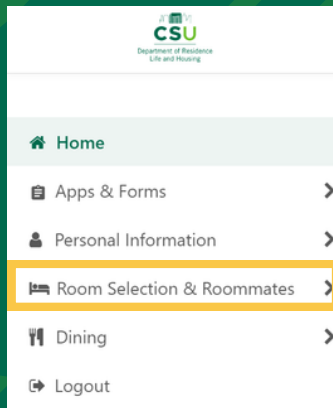 CSU
Department of Residence
Life and Housing
Home
Apps & Forms
Personal Information
Room Selection & Roommates
Dining
Logout